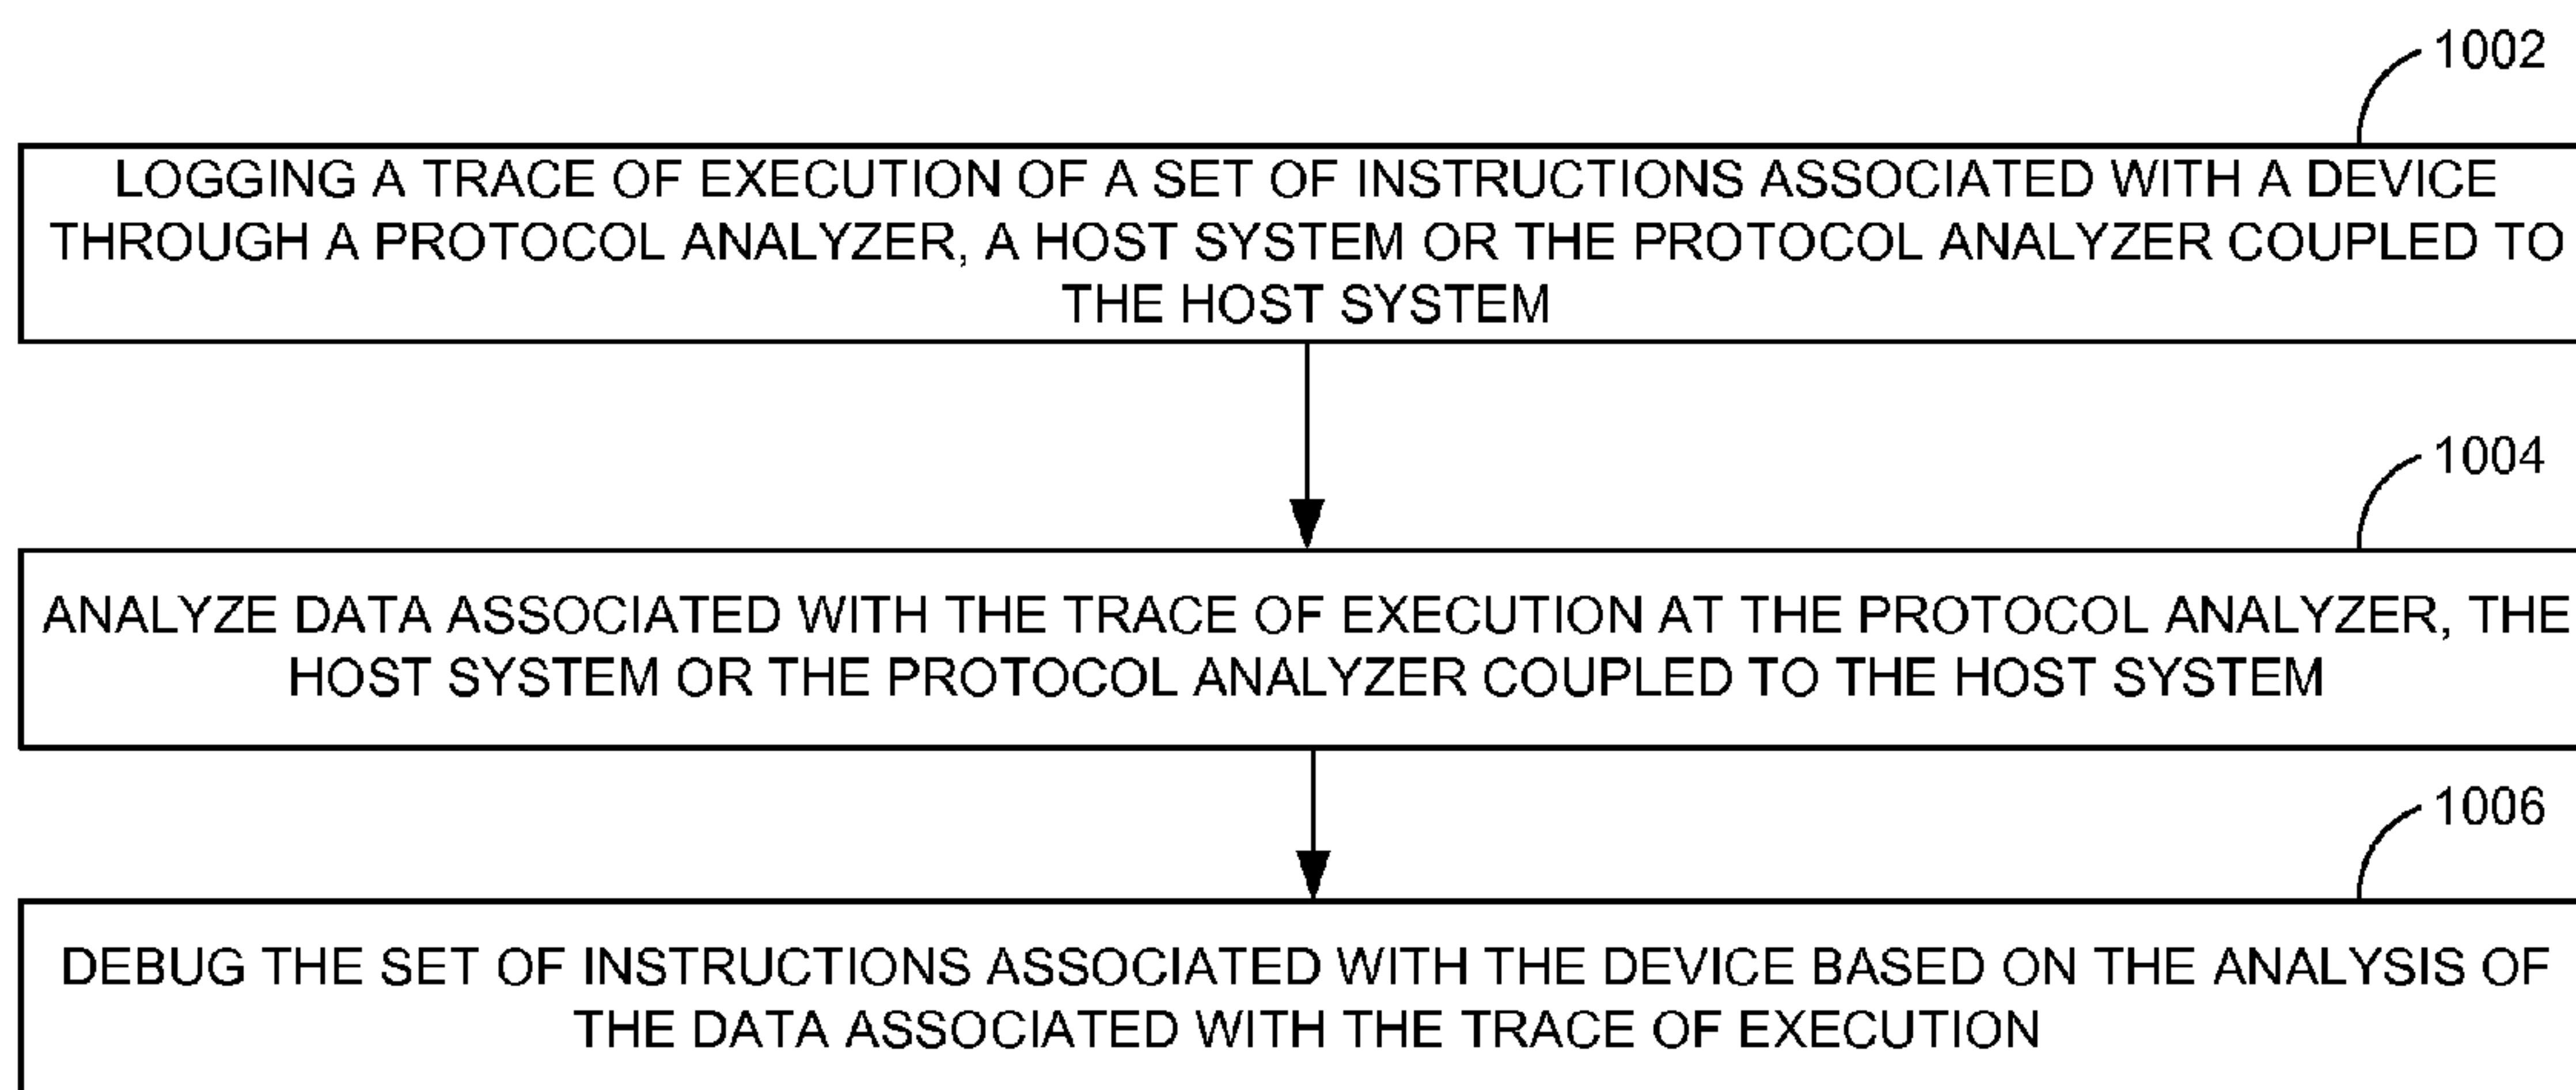 1002
LOGGING A TRACE OF EXECUTION OF A SET OF INSTRUCTIONS ASSOCIATED WITH A DEVICE
THROUGH A PROTOCOL ANALYZER, A HOST SYSTEM OR THE PROTOCOL ANALYZER COUPLED TO
THE HOST SYSTEM
1004
ANALYZE DATA ASSOCIATED WITH THE TRACE OF EXECUTION AT THE PROTOCOL ANALYZER, THE
HOST SYSTEM OR THE PROTOCOL ANALYZER COUPLED TO THE HOST SYSTEM
1006
DEBUG THE SET OF INSTRUCTIONS ASSOCIATED WITH THE DEVICE BASED ON THE ANALYSIS OF
THE DATA ASSOCIATED WITH THE TRACE OF EXECUTION